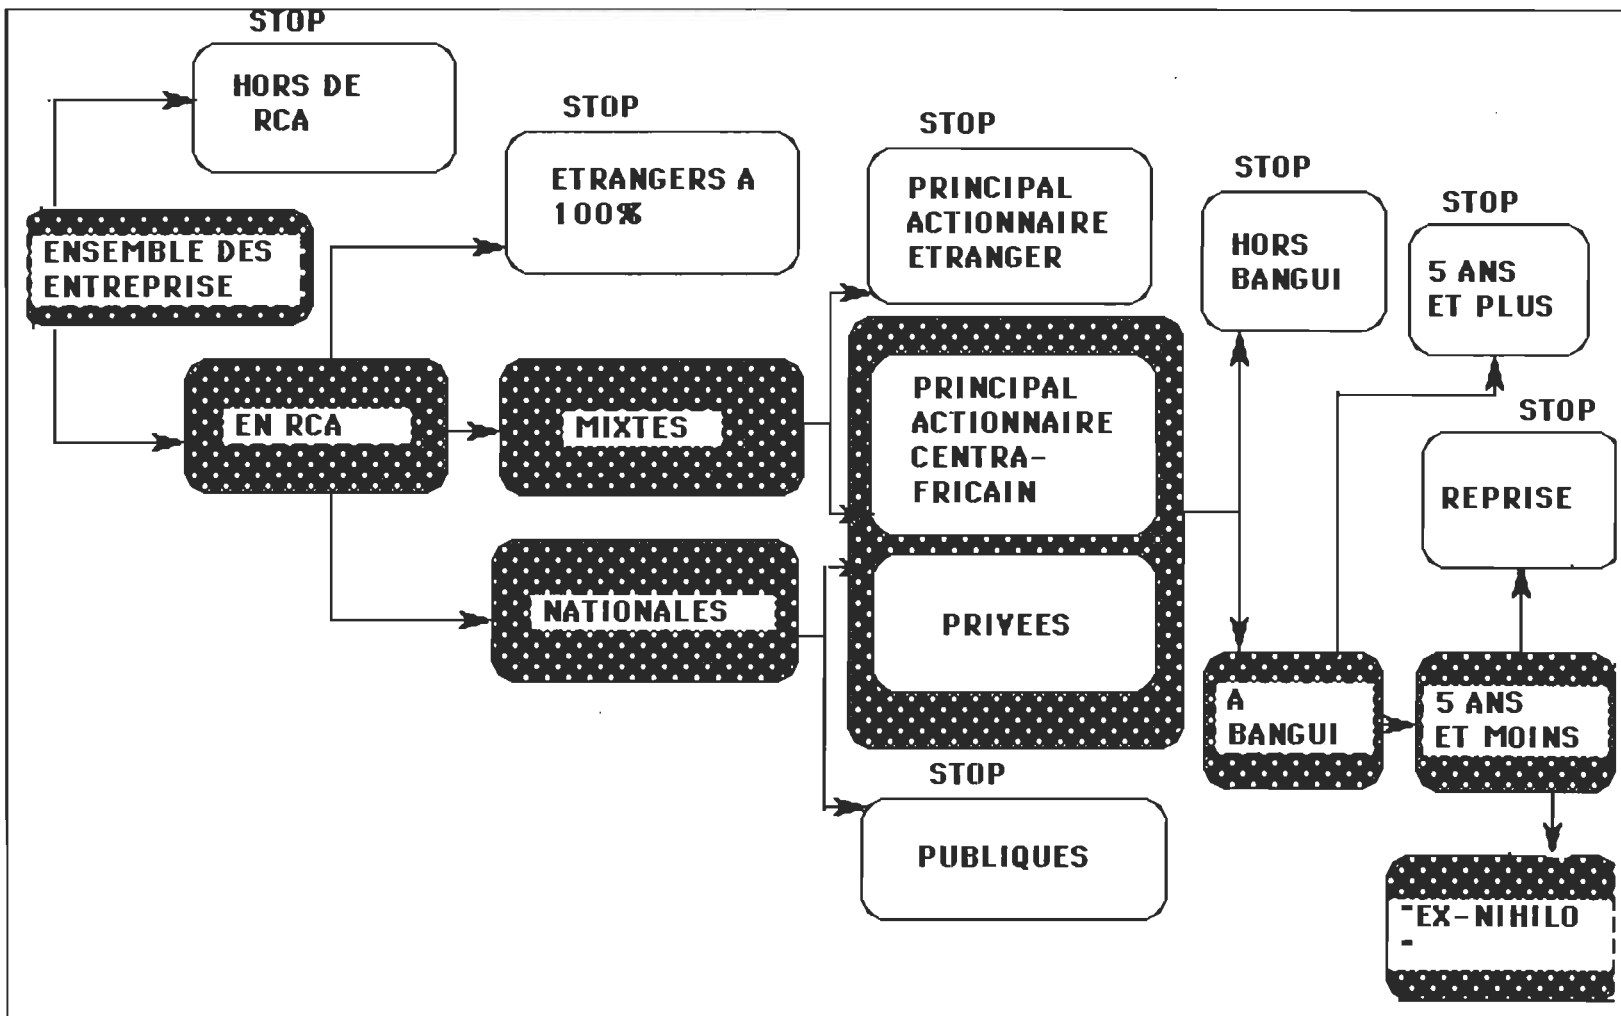 STOP
HORS DE
RCA
STOP
ETRANGERS A
100%
STOP
PRINCIPAL
ACTIONNAIRE
ETRANGER
STOP
HORS
BANGUI
STOP
5 ANS
ET PLUS
ENSEMBLE DES
ENTREPRISE
EN RCA
MIXTES
PRINCIPAL
ACTIONNAIRE
CENTRA-
FRICAIN
STOP
REPRISE
NATIONALES
PRIVEES
A
BANGUI
5 ANS
ET MOINS
STOP
PUBLIQUES
-EX-NIHILO
-